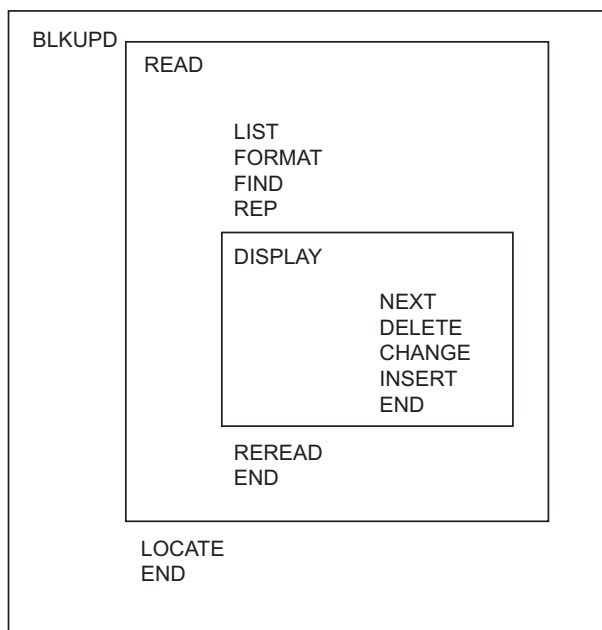 BLKUPD
READ
LIST
FORMAT
FIND
REP
DISPLAY
NEXT
DELETE
CHANGE
INSERT
END
REREAD
END
LOCATE
END